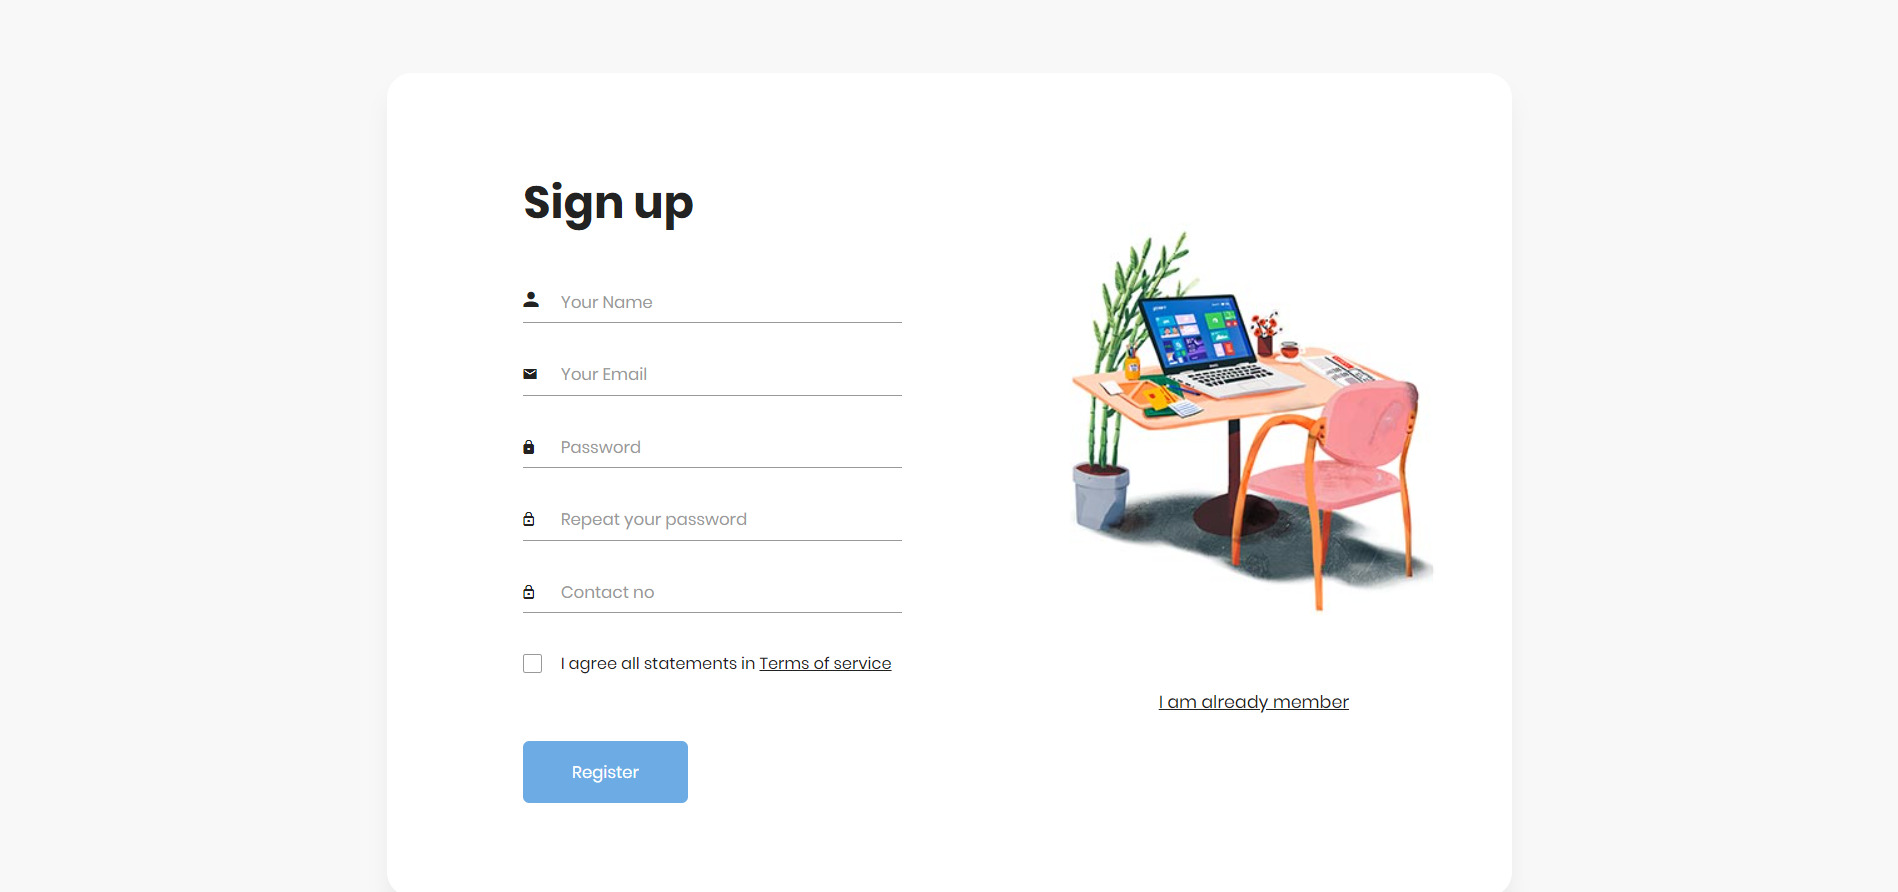 Sign up
Your Name
Your Email
Password
Repeat your password
Contact no
I agree all statements in Terms of service
Register
I am already member